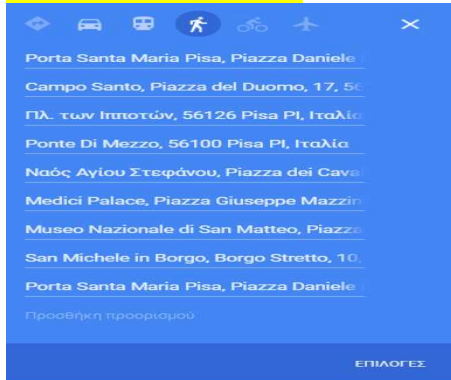 Porta Santa Maria Pisa, Piazza Daniele
Campo Santo, Piazza del Duomo, 17, 56
Πλ. των Ιπποτών, 56126 Pisa PI, Ιταλία
Ponte Di Mezzo, 56100 Pisa PI, Ιταλία
Ναός Αγίου Στεφάνου, Piazza dei Caval
Medici Palace, Piazza Giuseppe Mazzin
Museo Nazionale di San Matteo, Piazza
San Michele in Borgo, Borgo Stretto, 10,
Porta Santa Maria Pisa, Piazza Daniele
Προσθήκη προορισμού
ΕΠΙΛΟΓΕΣ